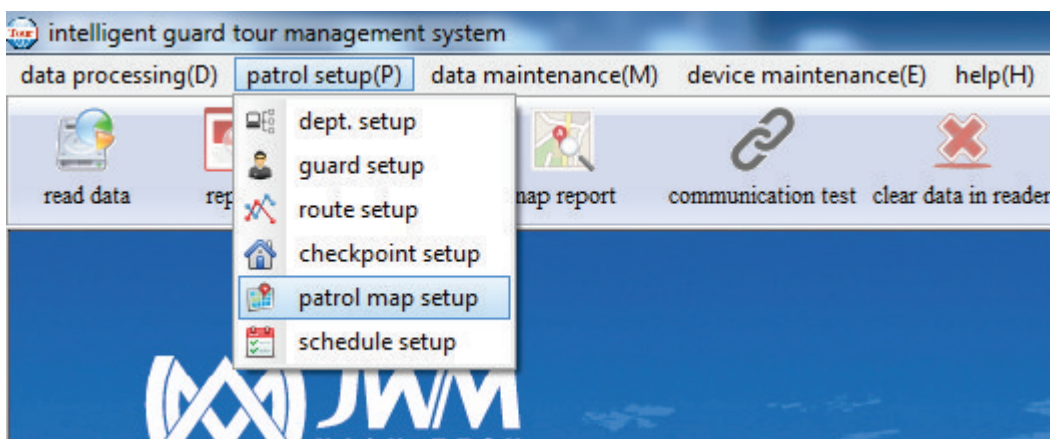 intelligent guard tour management system
data processing(D) patrol setup(P) data maintenance(M) device maintenance(E) help(H)
dept. setup
guard setup
route setup
checkpoint setup
patrol map setup
schedule setup
read data
map report communication test clear data in reader
JWM